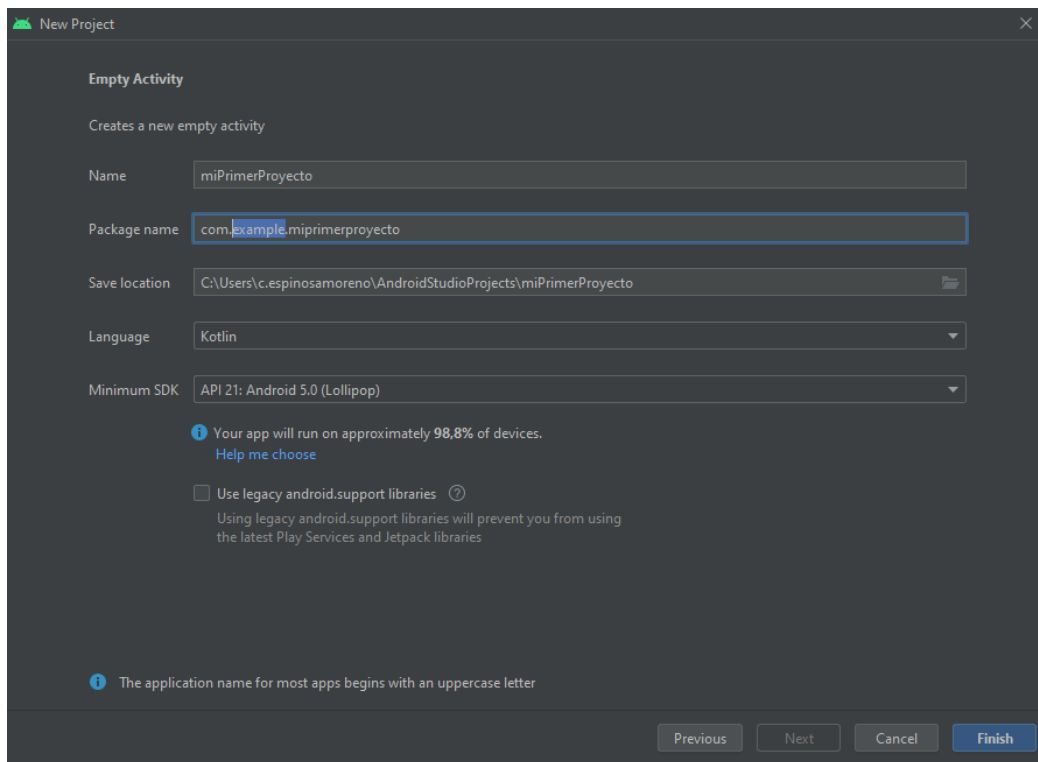 New Project
Empty Activity
Creates a new empty activity
Name miPrimerProyecto
Package name com.example.miprimerproyecto
Save location C:\Users\c.espinosamoreno\AndroidStudioProjects\miPrimerProyecto
Language Kotlin
Minimum SDK API 21: Android 5.0 (Lollipop)
Your app will run on approximately 98,8% of devices.
Help me choose
Use legacy android.support libraries ?
Using legacy android.support libraries will prevent you from using
the latest Play Services and Jetpack libraries
The application name for most apps begins with an uppercase letter
Previous Next Cancel Finish